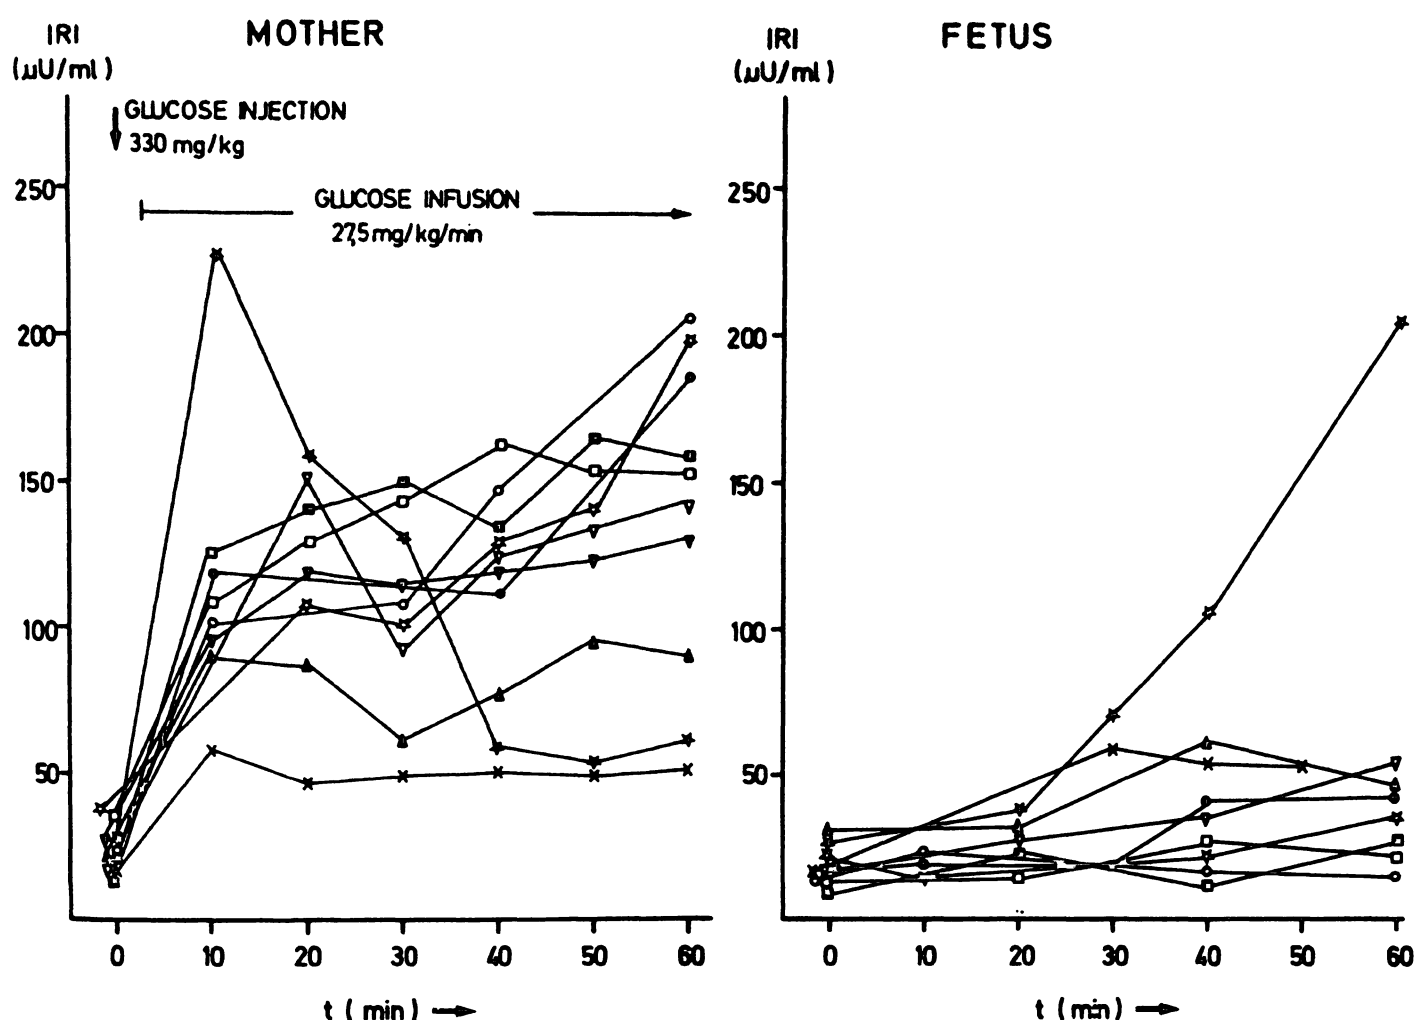 MOTHER
IRI
(µU/ml)
GLUCOSE INJECTION
330 mg/kg
GLUCOSE INFUSION
27,5 mg/kg/min
250
200
150
100
50
0 10 20 30 40 50 60
t (min)
FETUS
IRI
(µU/ml)
250
200
150
100
50
0 10 20 30 40 50 60
t (min)